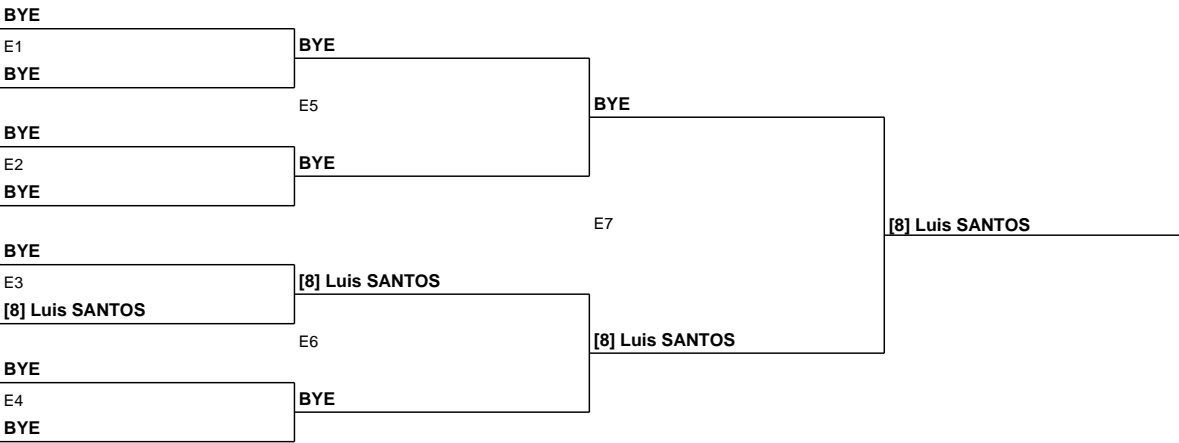 BYE
E1
BYE
BYE
E5
BYE
BYE
E2
BYE
BYE
E7
[8] Luis SANTOS
BYE
E3
[8] Luis SANTOS
[8] Luis SANTOS
E6
[8] Luis SANTOS
BYE
E4
BYE
BYE